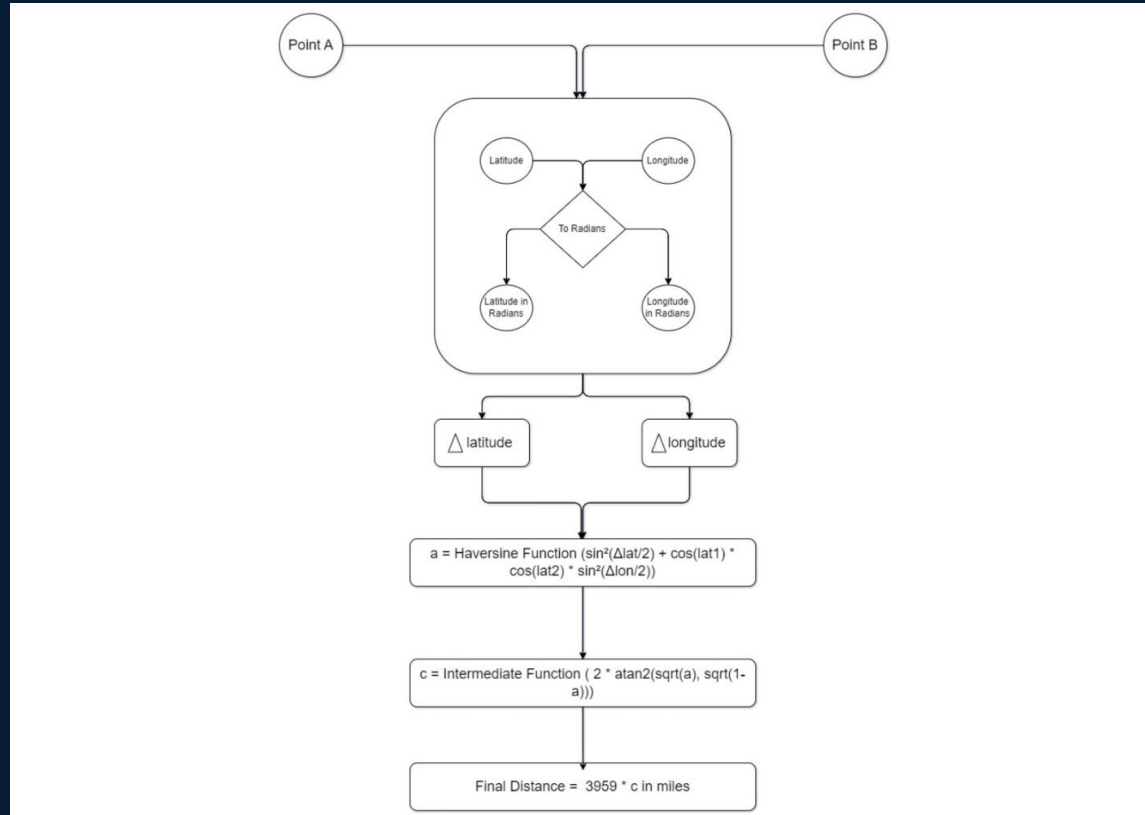 Point A
Point B
Latitude
Longitude
To Radians
Latitude in
Radians
Longitude
in Radians
△ latitude
△ longitude
a = Haversine Function (sin²(Δlat/2) + cos(lat1) *
cos(lat2) * sin²(Δlon/2))
c = Intermediate Function ( 2 * atan2(sqrt(a), sqrt(1-
a)))
Final Distance =  3959 * c in miles